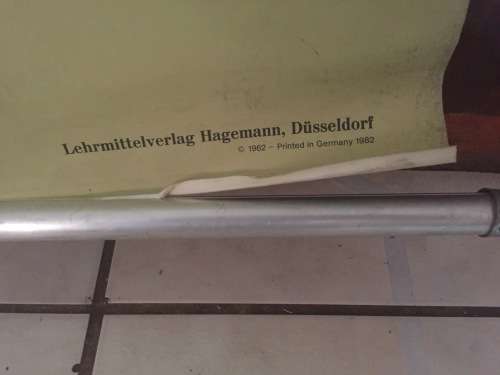 Lehrmittelverlag Hagemann, Düsseldorf
© 1962 – Printed in Germany 1982